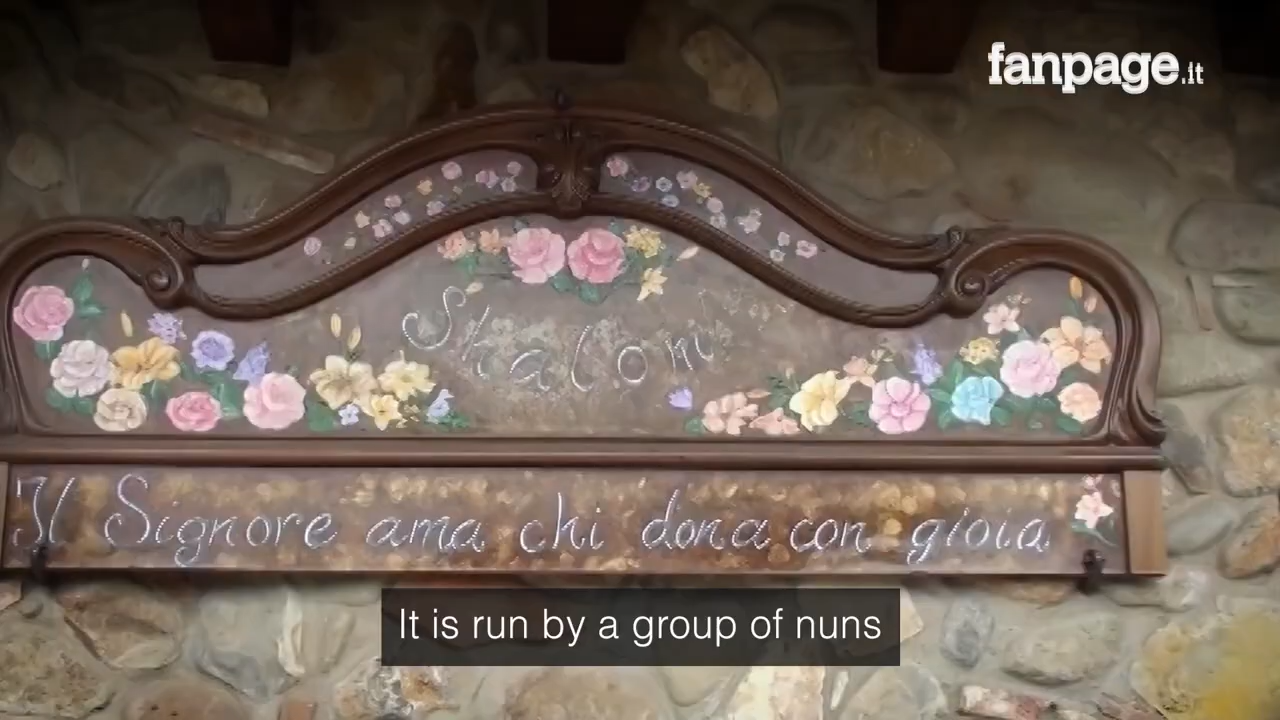 fanpage.it
Shalom
Il Signore ama chi dona con gioia
It is run by a group of nuns